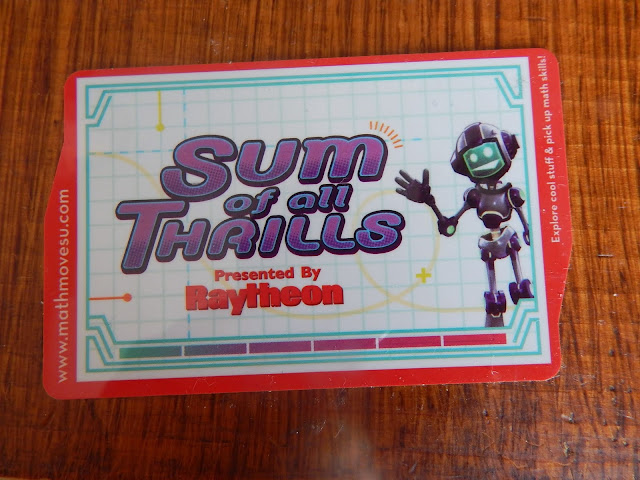 SUM
of all
THRILLS
Presented By
Raytheon
www.mathmovesu.com
Explore cool stuff & pick up math skills!